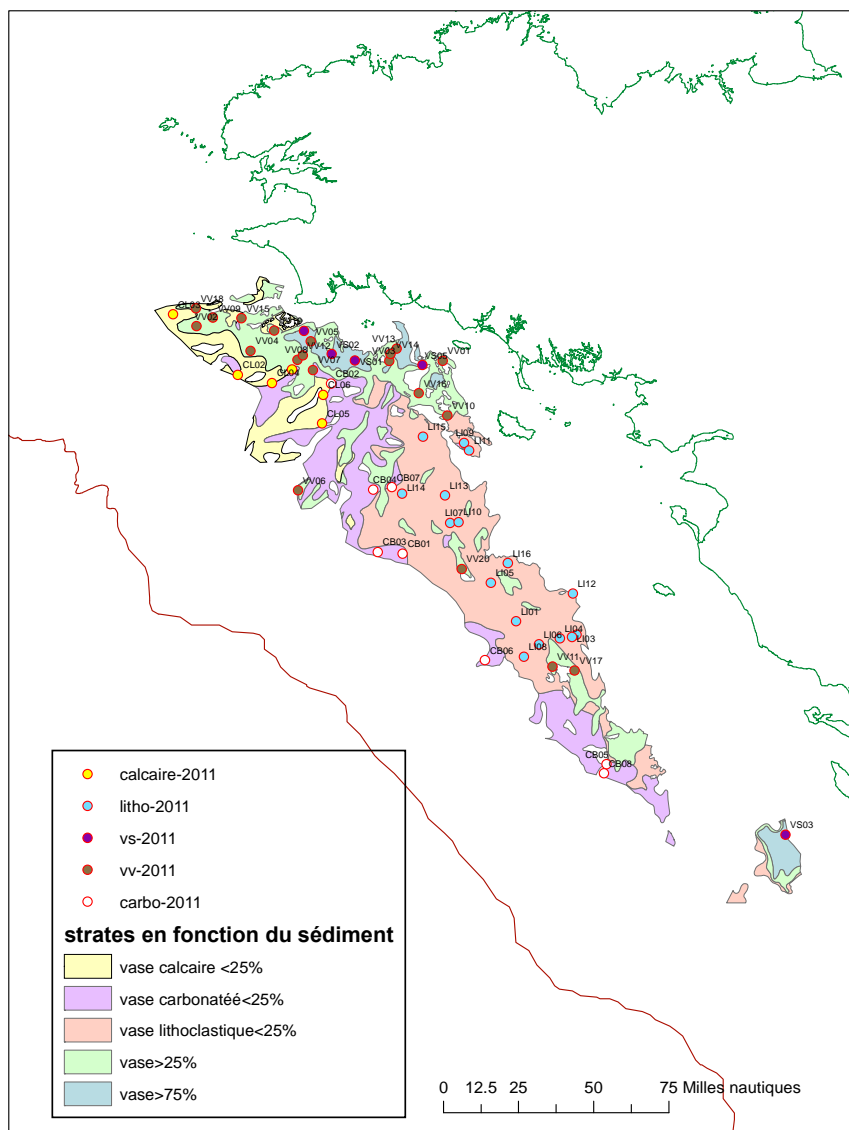 VV18
CL03
VV09
VV15
VV02
VV05
VV13
VV14
VV12
VS02
VV04
VV08
VV03
VV01
VV07
VS01
VS05
CL02
CL04
CB02
CL06
VV16
VV10
CL05
LI15
LI09
LI11
CB04
CB07
VV06
LI14
LI13
LI07
LI10
CB03
CB01
VV20
LI16
LI05
LI12
LI01
LI04
LI06
LI03
LI08
CB06
VV11
VV17
CB05
CB08
VS03
calcaire-2011
litho-2011
vs-2011
vv-2011
carbo-2011
strates en fonction du sédiment
vase calcaire <25%
vase carbonatéé<25%
vase lithoclastique<25%
vase>25%
vase>75%
0 12.5 25 50 75 Milles nautiques